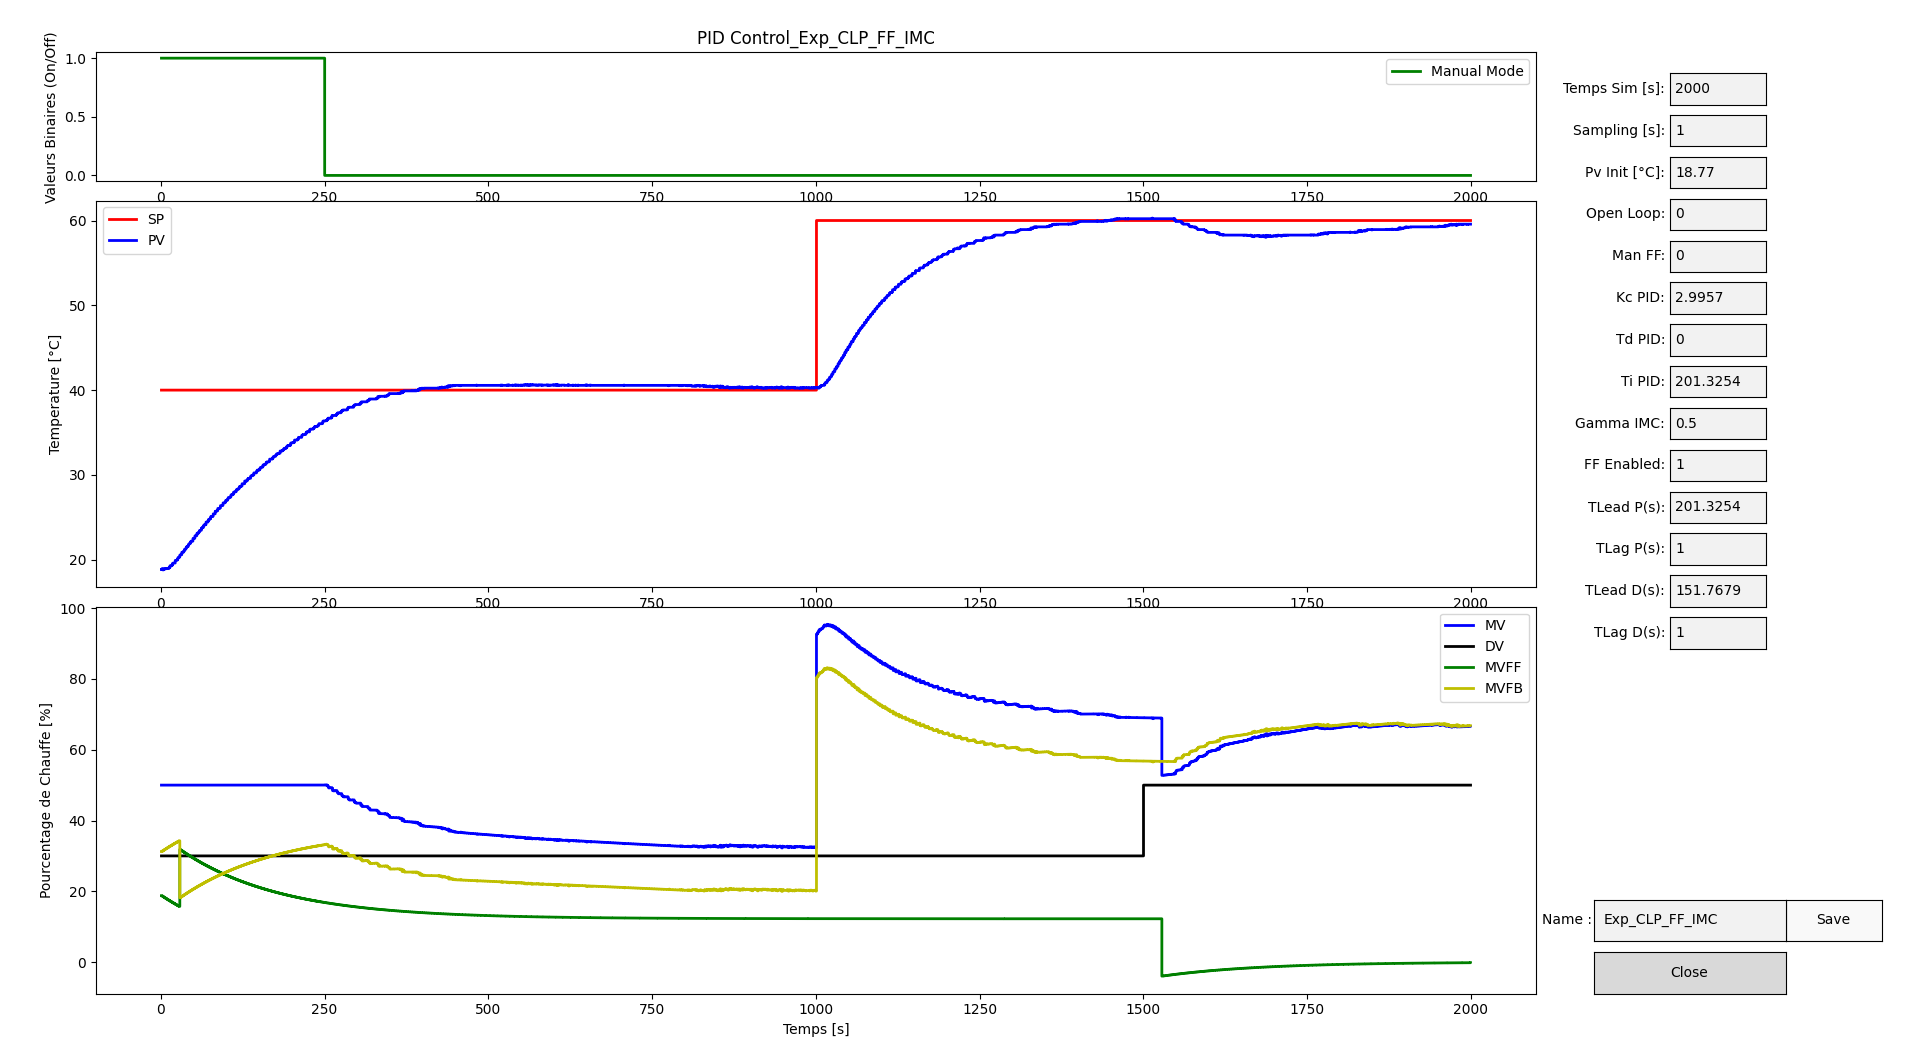 PID Control_Exp_CLP_FF_IMC
Valeurs Binaires (On/Off)
1.0
0.5
0.0
Manual Mode
0 250 500 750 1000 1250 1500 1750 2000
Temperature [°C]
60
50
40
30
20
SP
PV
0 250 500 750 1000 1250 1500 1750 2000
Pourcentage de Chauffe [%]
100
80
60
40
20
0
MV
DV
MVFF
MVFB
0 250 500 750 1000 1250 1500 1750 2000
Temps [s]
Temps Sim [s]: 2000
Sampling [s]: 1
Pv Init [°C]: 18.77
Open Loop: 0
Man FF: 0
Kc PID: 2.9957
Td PID: 0
Ti PID: 201.3254
Gamma IMC: 0.5
FF Enabled: 1
TLead P(s): 201.3254
TLag P(s): 1
TLead D(s): 151.7679
TLag D(s): 1
Name : Exp_CLP_FF_IMC Save
Close